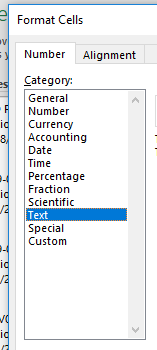 Format Cells
Number Alignment
Category:
General
Number
Currency
Accounting
Date
Time
Percentage
Fraction
Scientific
Text
Special
Custom